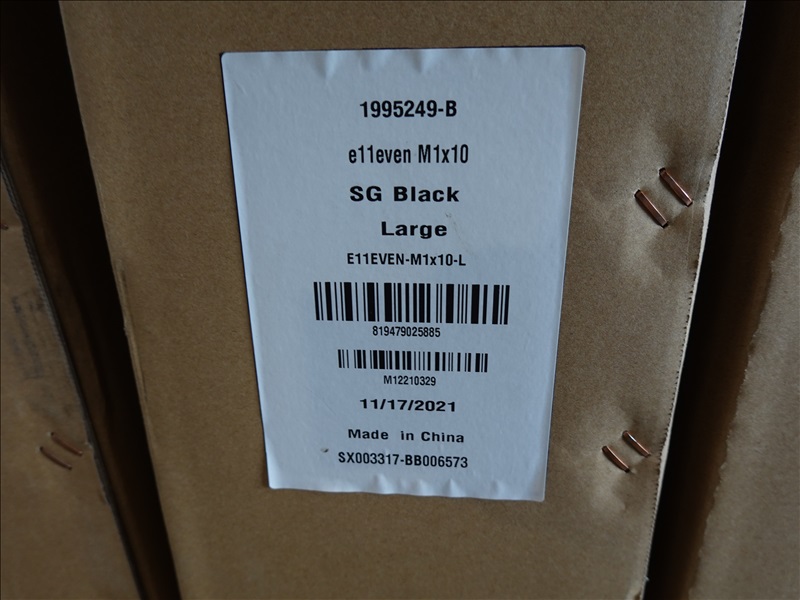 1995249-B
e11even M1x10
SG Black
Large
E11EVEN-M1x10-L
819479025885
M12210329
11/17/2021
Made in China
SX003317-BB006573